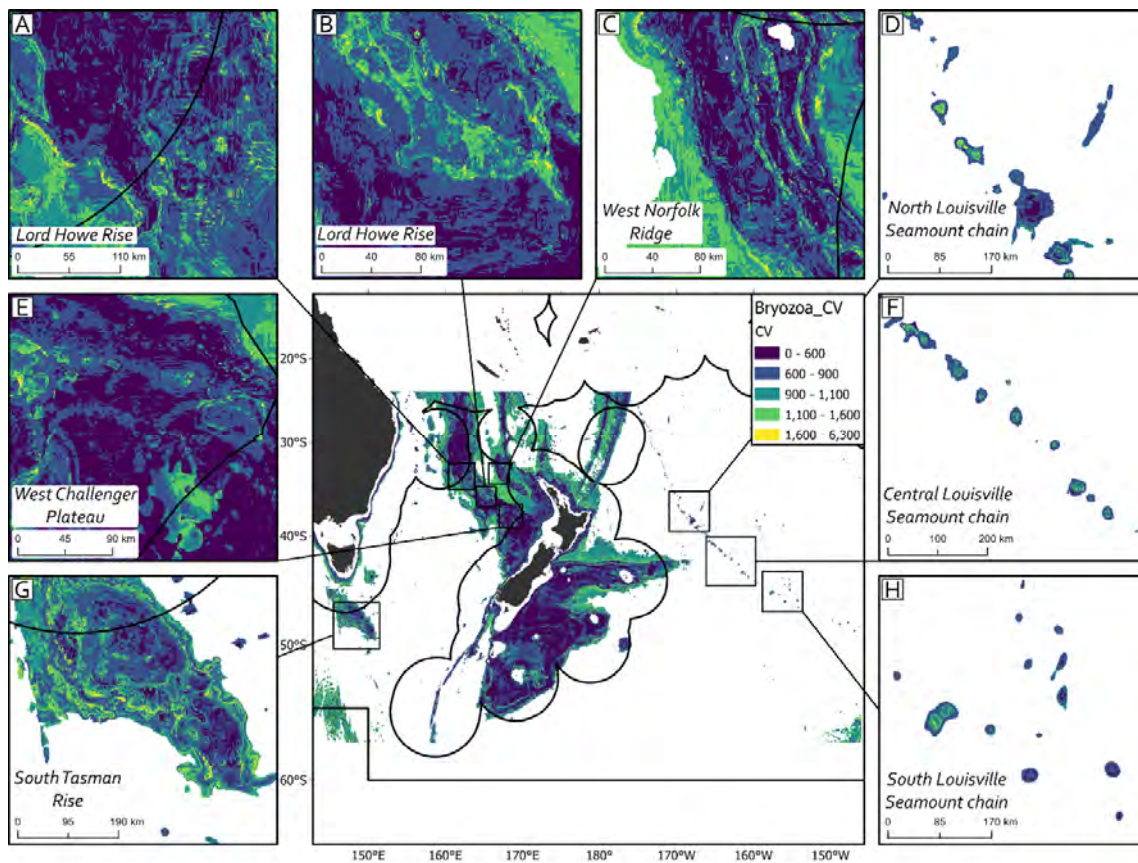 A
Lord Howe Rise
0 55 110 km
B
Lord Howe Rise
0 40 80 km
C
West Norfolk
Ridge
0 40 80 km
D
North Louisville
Seamount chain
0 85 170 km
E
West Challenger
Plateau
0 45 90 km
Bryozoa_CV
CV
0 - 600
600 - 900
900 - 1,100
1,100 - 1,600
1,600 - 6,300
20°S
30°S
40°S
50°S
60°S
150°E 160°E 170°E 180° 170°W 160°W 150°W
F
Central Louisville
Seamount chain
0 100 200 km
G
South Tasman
Rise
0 95 190 km
H
South Louisville
Seamount chain
0 85 170 km